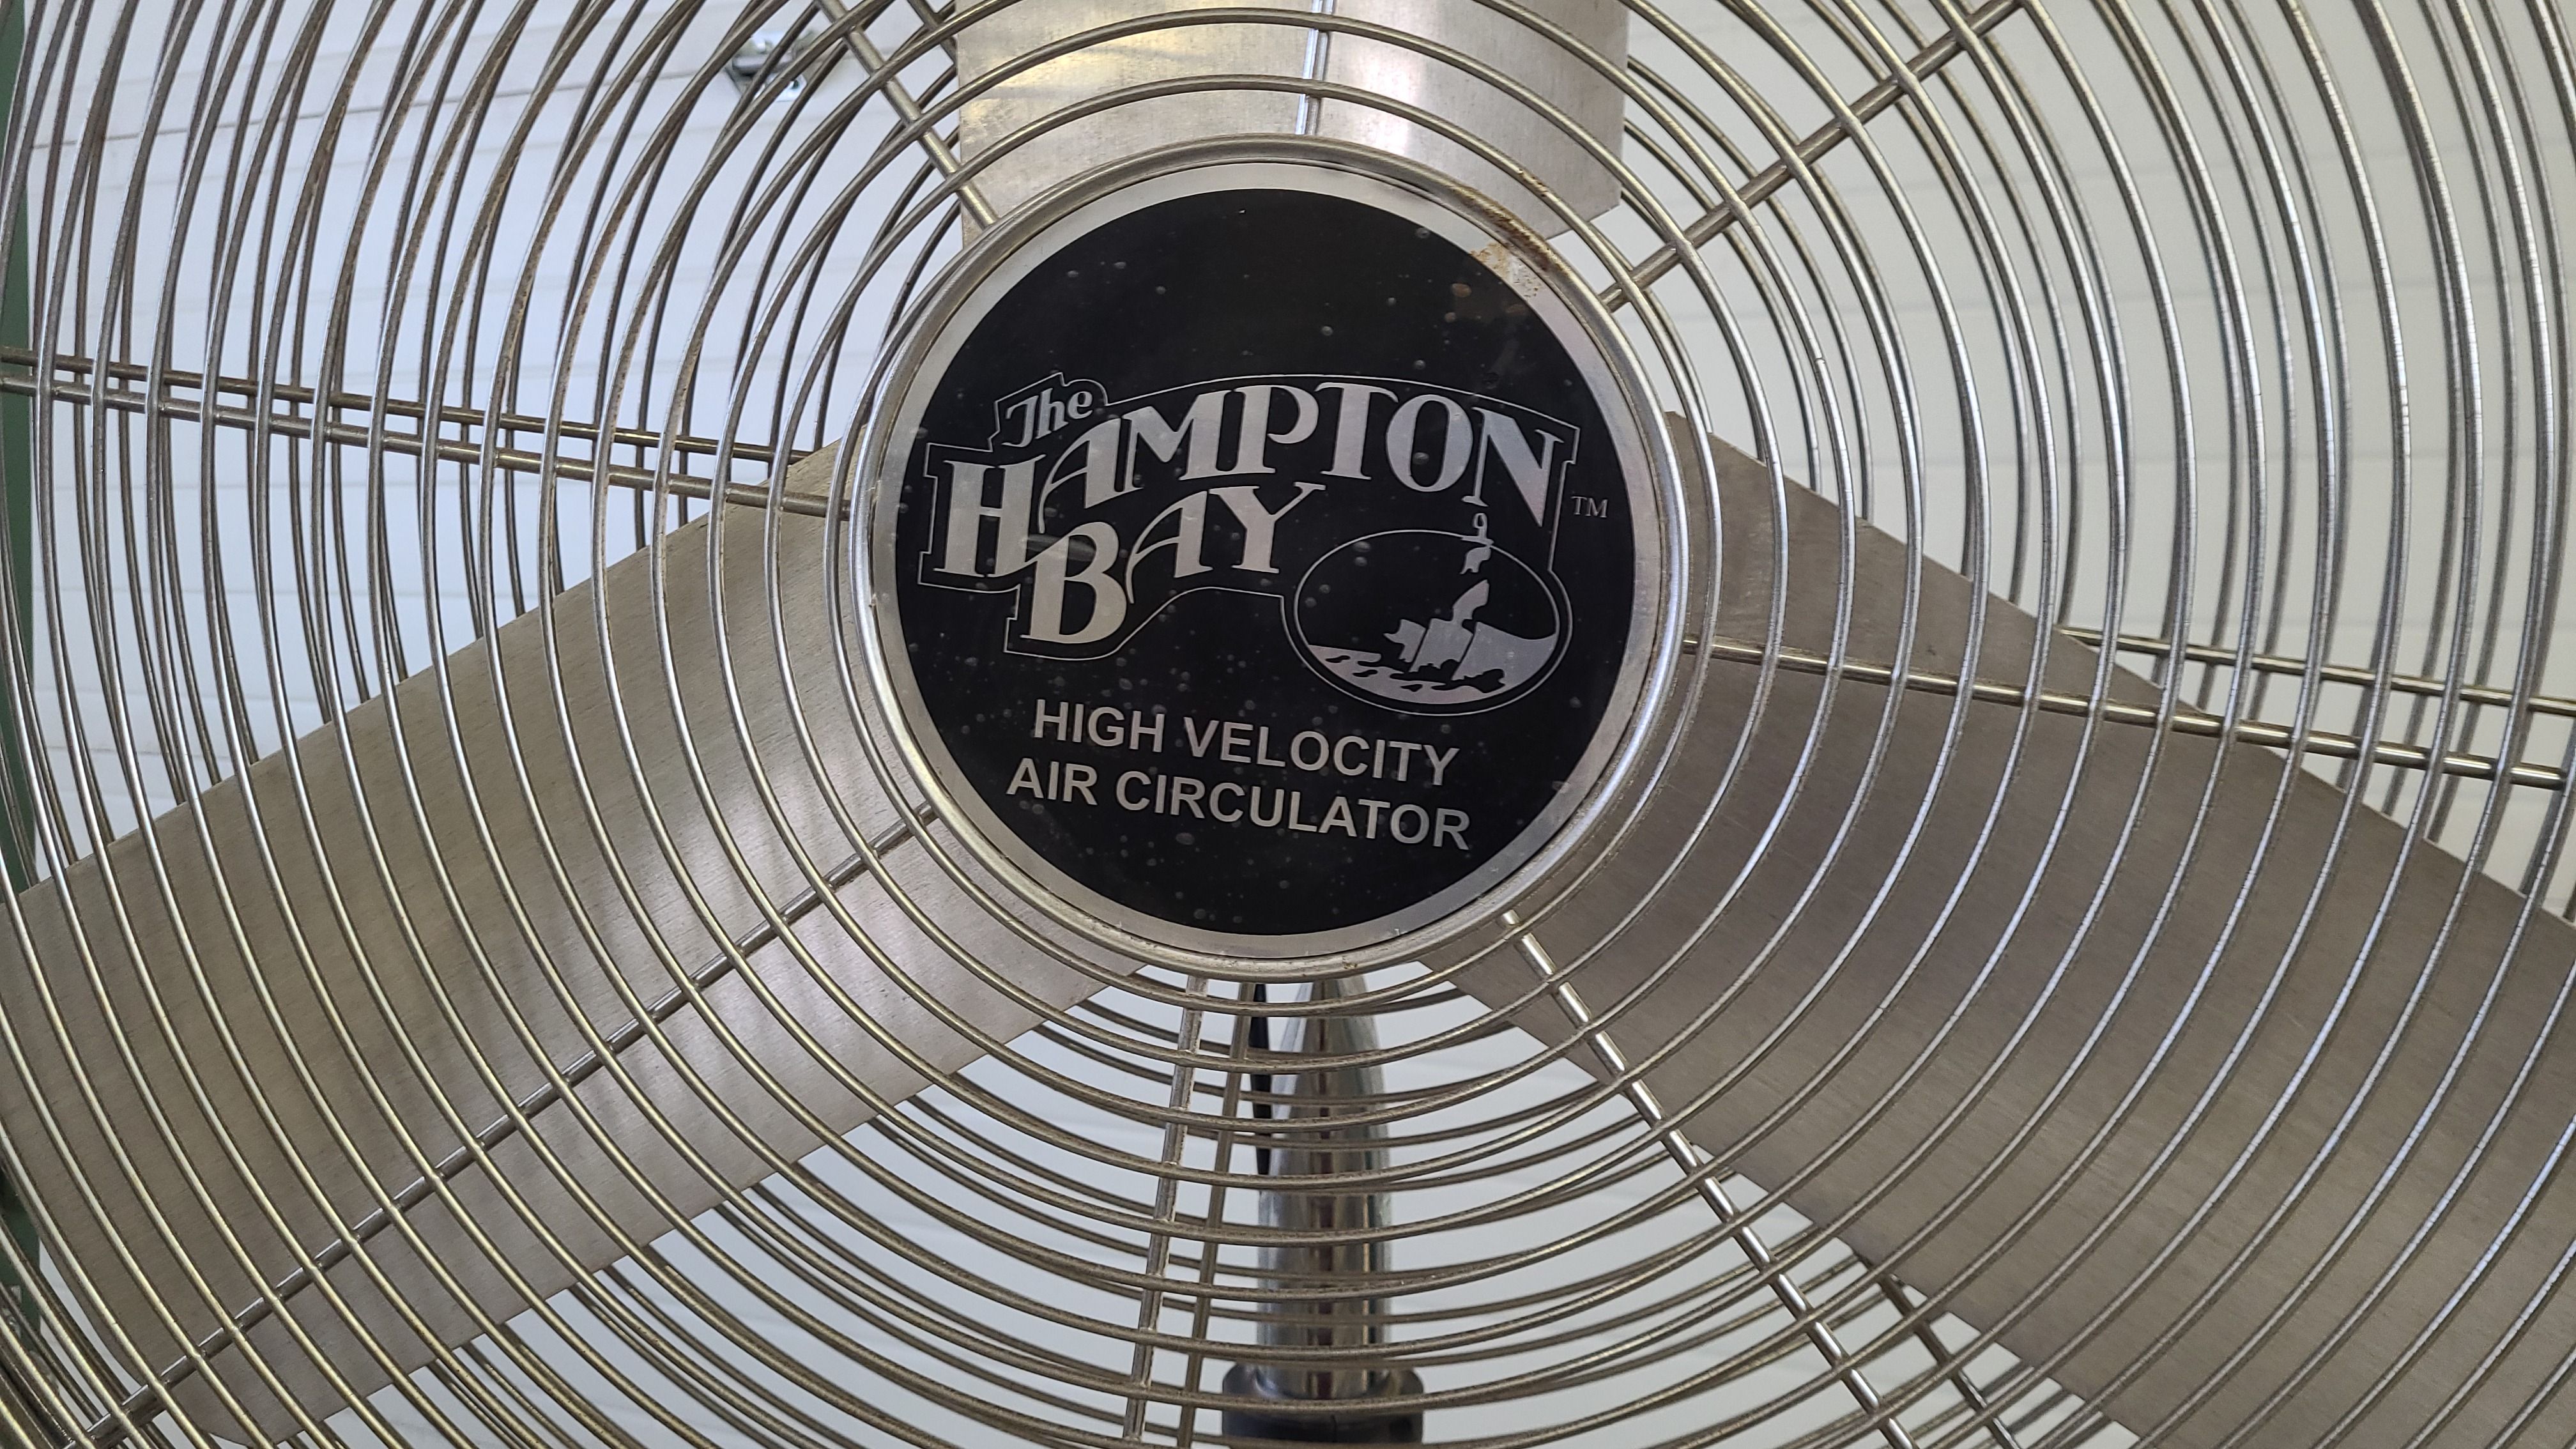 The
HAMPTON
BAY
TM
HIGH VELOCITY
AIR CIRCULATOR